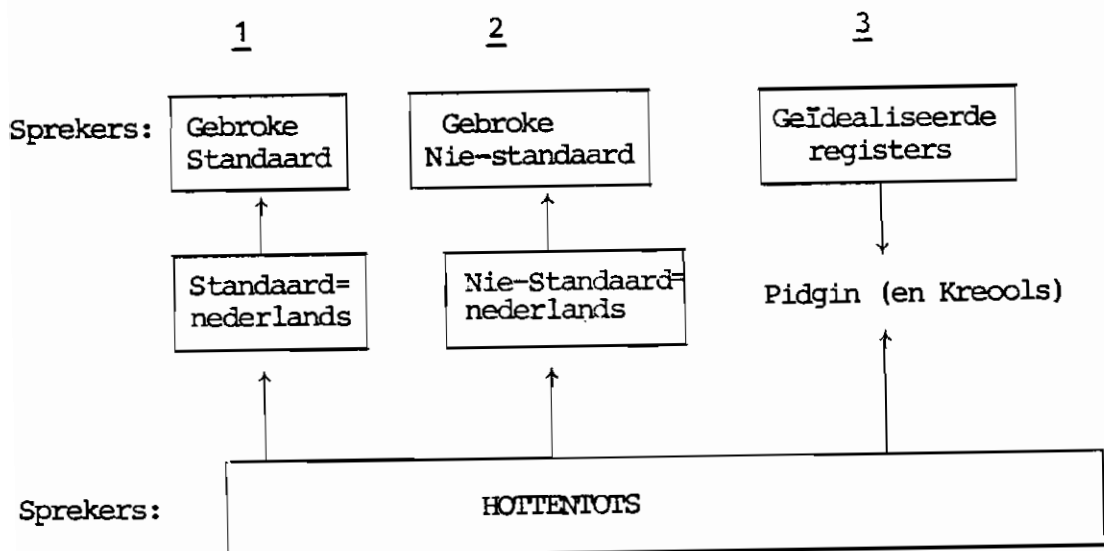 1 2 3
Sprekers: Gebroke Gebroke Geïdealiseerde
Standaard Nie-standaard registers
Standaard= Nie-Standaard=
nederlands nederlands Pidgin (en Kreools)
Sprekers: HOTTENTOTS